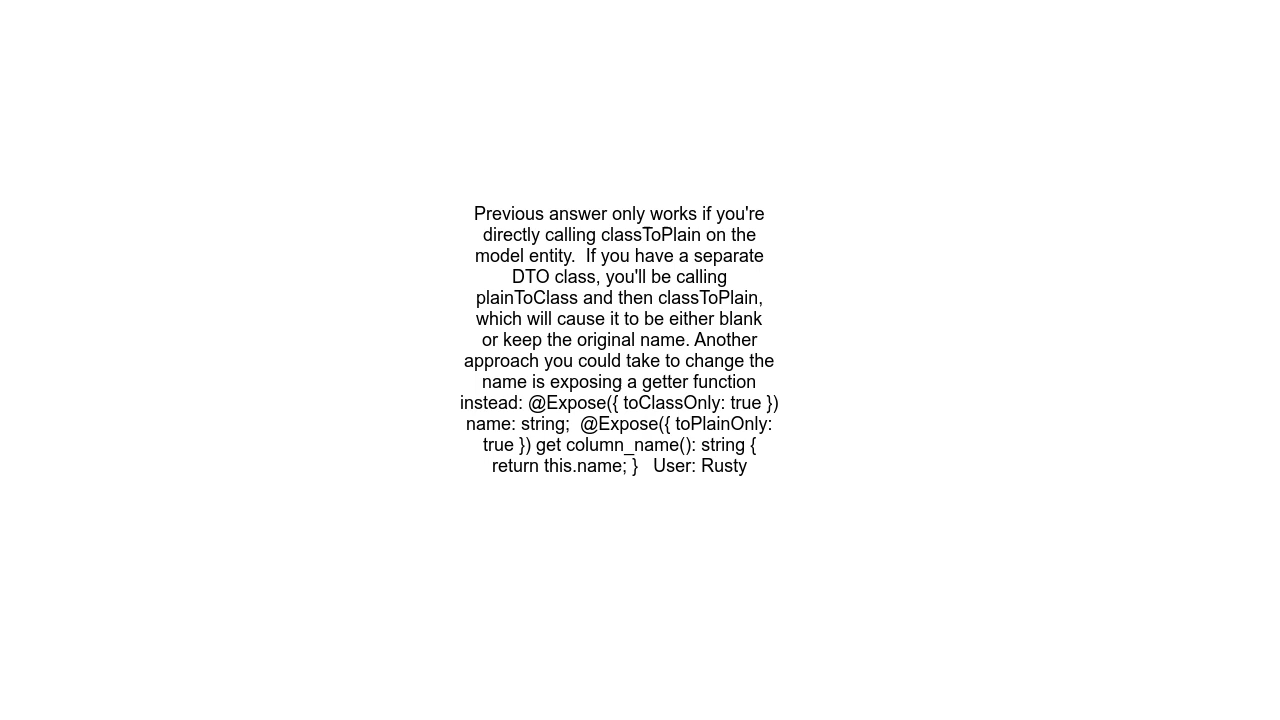 Previous answer only works if you're
directly calling classToPlain on the
model entity.  If you have a separate
DTO class, you'll be calling
plainToClass and then classToPlain,
which will cause it to be either blank
or keep the original name. Another
approach you could take to change the
name is exposing a getter function
instead: @Expose({ toClassOnly: true })
name: string;  @Expose({ toPlainOnly:
true }) get column_name(): string {
return this.name; }   User: Rusty